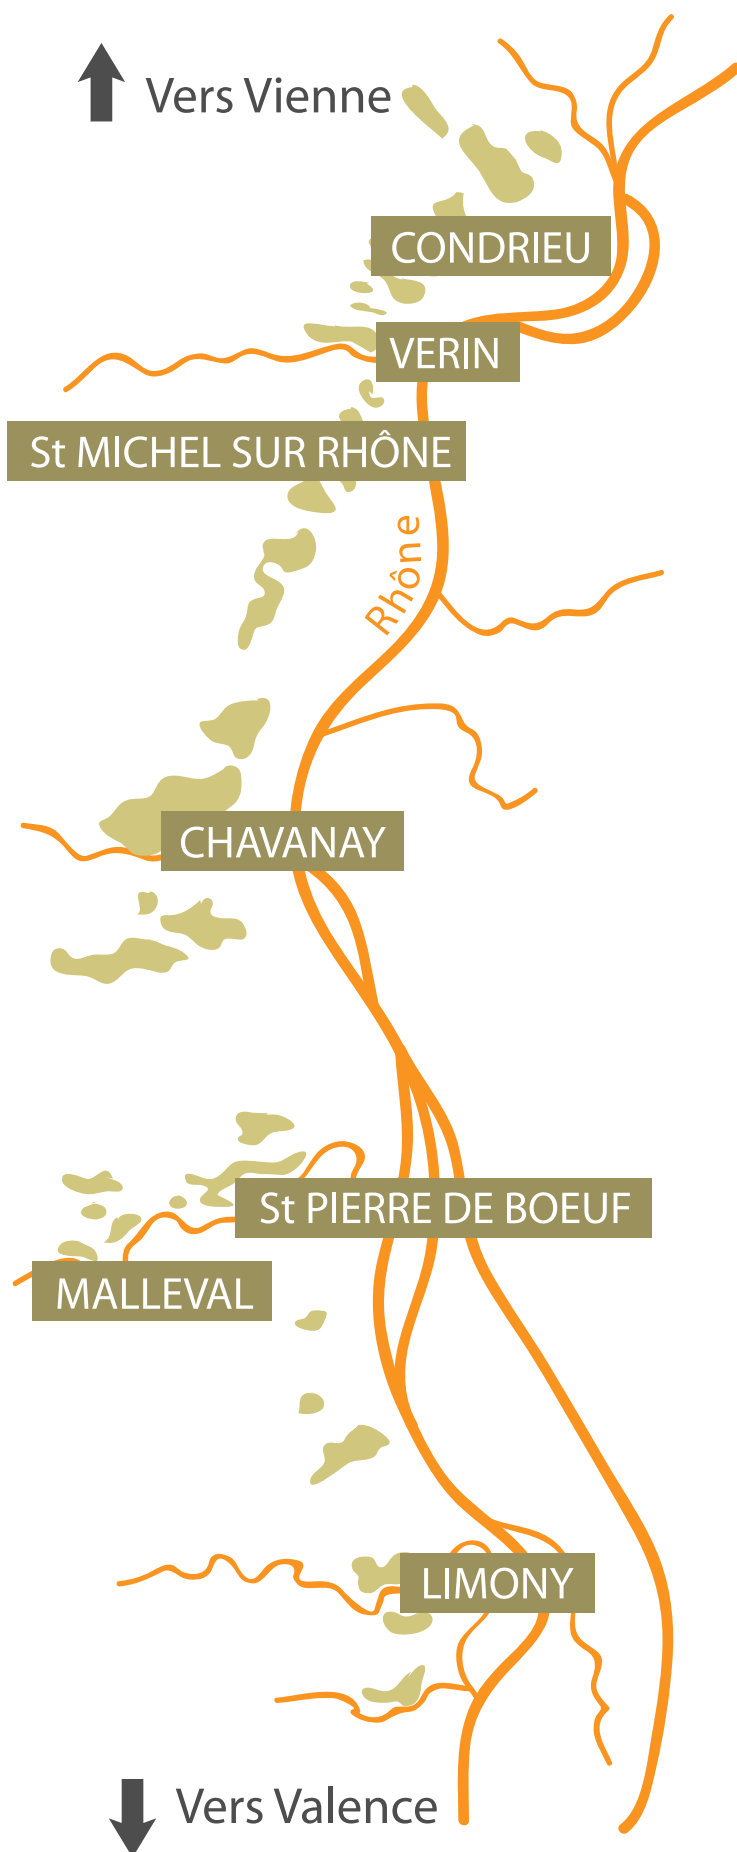 Vers Vienne
CONDRIEU
VERIN
St MICHEL SUR RHÔNE
Rhône
CHAVANAY
St PIERRE DE BOEUF
MALLEVAL
LIMONY
Vers Valence